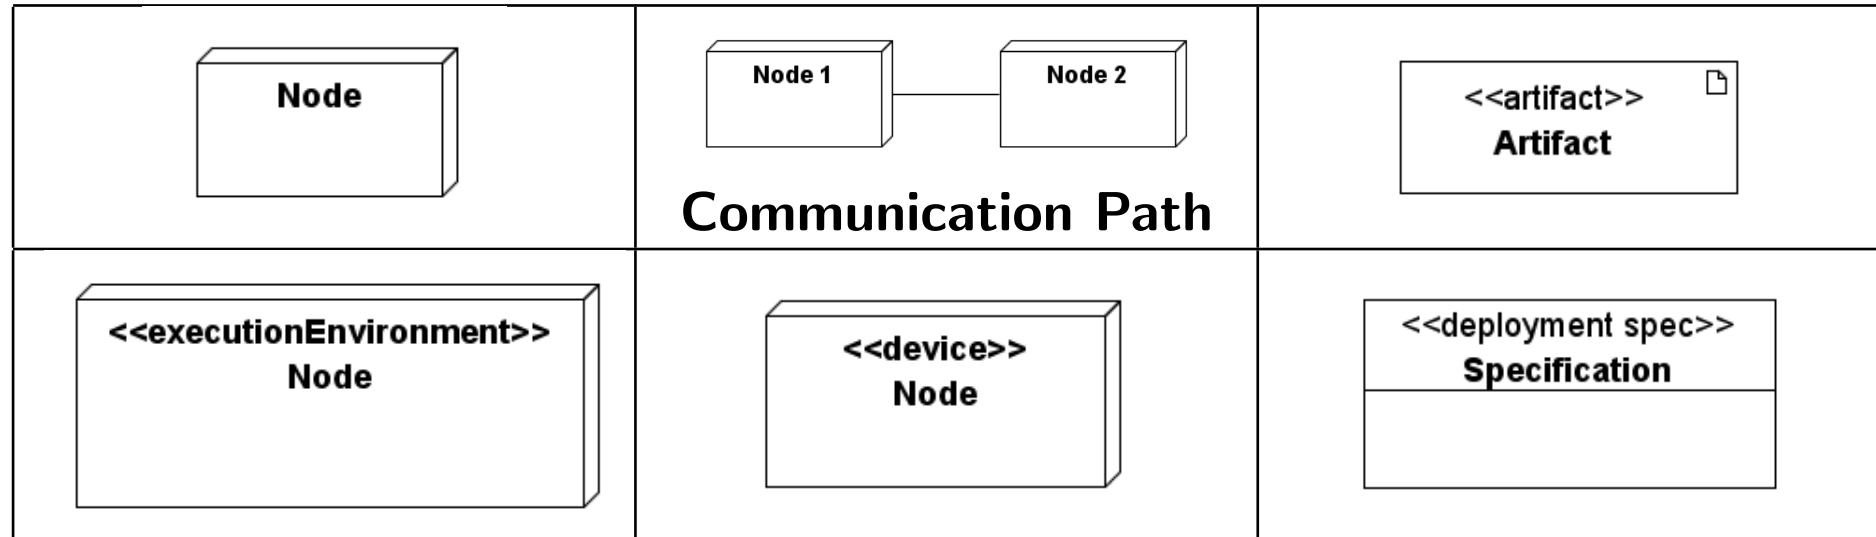 Node
Node 1
Node 2
Communication Path
<<artifact>>
Artifact
<<executionEnvironment>>
Node
<<device>>
Node
<<deployment spec>>
Specification